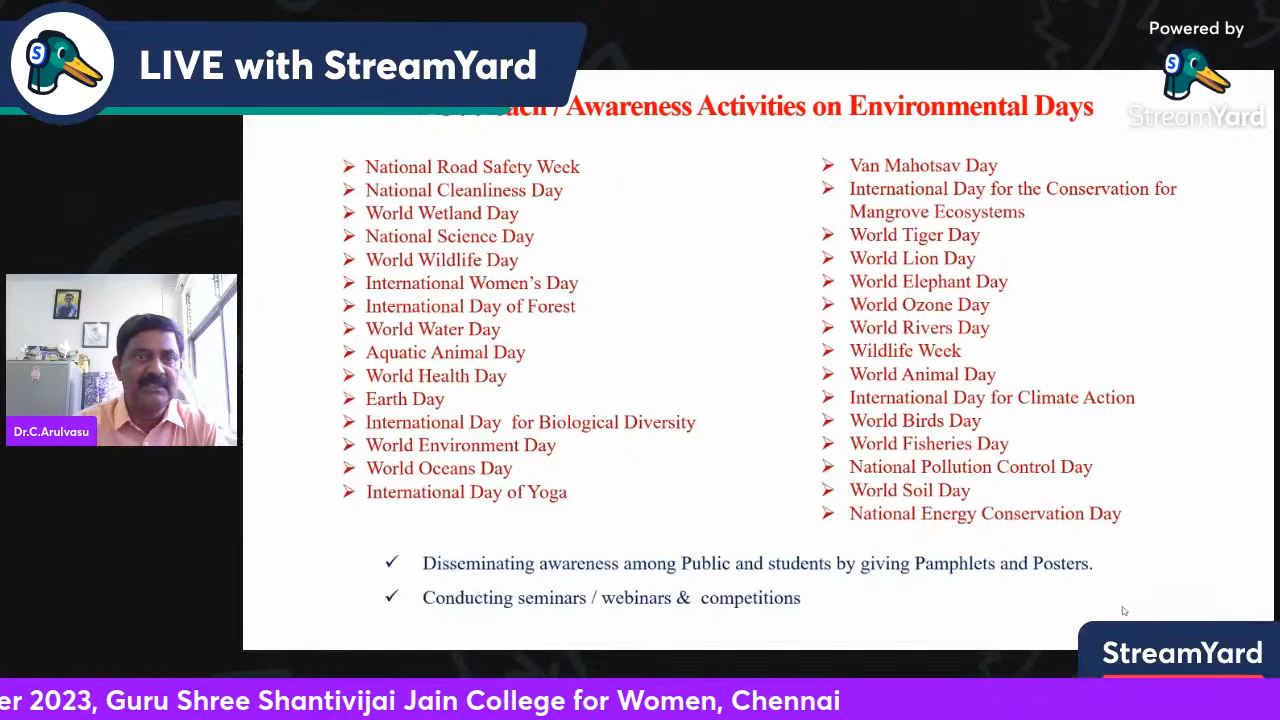 S
LIVE with StreamYard
Powered by
S
StreamYard
/ Awareness Activities on Environmental Days
National Road Safety Week
National Cleanliness Day
World Wetland Day
National Science Day
World Wildlife Day
International Women's Day
International Day of Forest
World Water Day
Aquatic Animal Day
World Health Day
Earth Day
International Day for Biological Diversity
World Environment Day
World Oceans Day
International Day of Yoga
Van Mahotsav Day
International Day for the Conservation for
Mangrove Ecosystems
World Tiger Day
World Lion Day
World Elephant Day
World Ozone Day
World Rivers Day
Wildlife Week
World Animal Day
International Day for Climate Action
World Birds Day
World Fisheries Day
National Pollution Control Day
World Soil Day
National Energy Conservation Day
Disseminating awareness among Public and students by giving Pamphlets and Posters.
Conducting seminars / webinars & competitions
Dr.C.Arulvasu
StreamYard
er 2023, Guru Shree Shantivijai Jain College for Women, Chennai